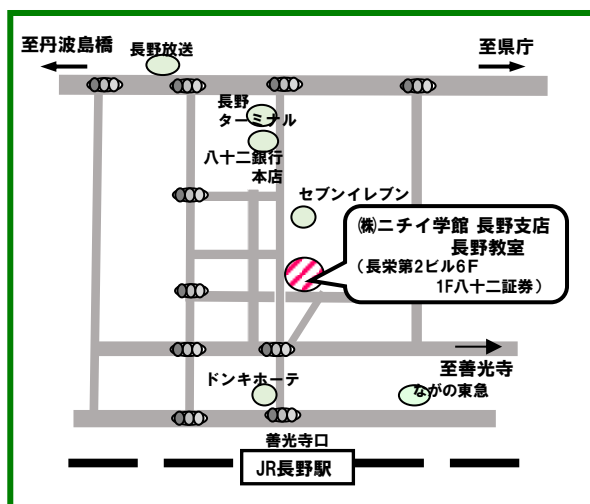 至丹波島橋
長野放送
至県庁
長野
ターミナル
八十二銀行
本店
セブンイレブン
㈱ニチイ学館 長野支店
長野教室
(長栄第2ビル6F
1F八十二証券)
至善光寺
ドンキホーテ
ながの東急
善光寺口
JR長野駅